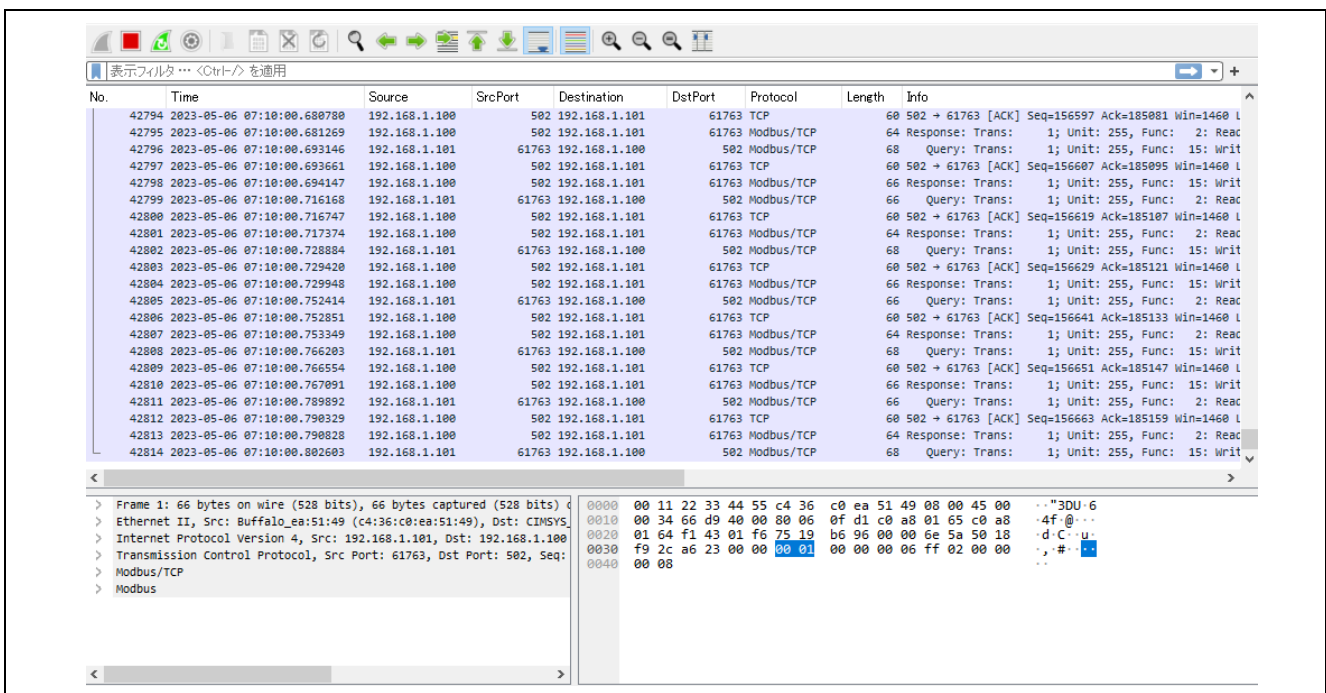 表示フィルタ … <Ctrl-/> を適用
No. Time Source SrcPort Destination DstPort Protocol Length Info
42794 2023-05-06 07:10:00.680780 192.168.1.100 502 192.168.1.101 61763 TCP 60 502 → 61763 [ACK] Seq=156597 Ack=185081 Win=1460 L
42795 2023-05-06 07:10:00.681269 192.168.1.100 502 192.168.1.101 61763 Modbus/TCP 64 Response: Trans: 1; Unit: 255, Func: 2: Read
42796 2023-05-06 07:10:00.693146 192.168.1.101 61763 192.168.1.100 502 Modbus/TCP 68 Query: Trans: 1; Unit: 255, Func: 15: Writ
42797 2023-05-06 07:10:00.693661 192.168.1.100 502 192.168.1.101 61763 TCP 60 502 → 61763 [ACK] Seq=156607 Ack=185095 Win=1460 L
42798 2023-05-06 07:10:00.694147 192.168.1.100 502 192.168.1.101 61763 Modbus/TCP 66 Response: Trans: 1; Unit: 255, Func: 15: Writ
42799 2023-05-06 07:10:00.716168 192.168.1.101 61763 192.168.1.100 502 Modbus/TCP 66 Query: Trans: 1; Unit: 255, Func: 2: Read
42800 2023-05-06 07:10:00.716747 192.168.1.100 502 192.168.1.101 61763 TCP 60 502 → 61763 [ACK] Seq=156619 Ack=185107 Win=1460 L
42801 2023-05-06 07:10:00.717374 192.168.1.100 502 192.168.1.101 61763 Modbus/TCP 64 Response: Trans: 1; Unit: 255, Func: 2: Read
42802 2023-05-06 07:10:00.728884 192.168.1.101 61763 192.168.1.100 502 Modbus/TCP 68 Query: Trans: 1; Unit: 255, Func: 15: Writ
42803 2023-05-06 07:10:00.729420 192.168.1.100 502 192.168.1.101 61763 TCP 60 502 → 61763 [ACK] Seq=156629 Ack=185121 Win=1460 L
42804 2023-05-06 07:10:00.729948 192.168.1.100 502 192.168.1.101 61763 Modbus/TCP 66 Response: Trans: 1; Unit: 255, Func: 15: Writ
42805 2023-05-06 07:10:00.752414 192.168.1.101 61763 192.168.1.100 502 Modbus/TCP 66 Query: Trans: 1; Unit: 255, Func: 2: Read
42806 2023-05-06 07:10:00.752851 192.168.1.100 502 192.168.1.101 61763 TCP 60 502 → 61763 [ACK] Seq=156641 Ack=185133 Win=1460 L
42807 2023-05-06 07:10:00.753349 192.168.1.100 502 192.168.1.101 61763 Modbus/TCP 64 Response: Trans: 1; Unit: 255, Func: 2: Read
42808 2023-05-06 07:10:00.766203 192.168.1.101 61763 192.168.1.100 502 Modbus/TCP 68 Query: Trans: 1; Unit: 255, Func: 15: Writ
42809 2023-05-06 07:10:00.766554 192.168.1.100 502 192.168.1.101 61763 TCP 60 502 → 61763 [ACK] Seq=156651 Ack=185147 Win=1460 L
42810 2023-05-06 07:10:00.767091 192.168.1.100 502 192.168.1.101 61763 Modbus/TCP 66 Response: Trans: 1; Unit: 255, Func: 15: Writ
42811 2023-05-06 07:10:00.789892 192.168.1.101 61763 192.168.1.100 502 Modbus/TCP 66 Query: Trans: 1; Unit: 255, Func: 2: Read
42812 2023-05-06 07:10:00.790329 192.168.1.100 502 192.168.1.101 61763 TCP 60 502 → 61763 [ACK] Seq=156663 Ack=185159 Win=1460 L
42813 2023-05-06 07:10:00.790828 192.168.1.100 502 192.168.1.101 61763 Modbus/TCP 64 Response: Trans: 1; Unit: 255, Func: 2: Read
42814 2023-05-06 07:10:00.802603 192.168.1.101 61763 192.168.1.100 502 Modbus/TCP 68 Query: Trans: 1; Unit: 255, Func: 15: Writ
Frame 1: 66 bytes on wire (528 bits), 66 bytes captured (528 bits) o
Ethernet II, Src: Buffalo_ea:51:49 (c4:36:c0:ea:51:49), Dst: CIMSYS_
Internet Protocol Version 4, Src: 192.168.1.101, Dst: 192.168.1.100
Transmission Control Protocol, Src Port: 61763, Dst Port: 502, Seq:
Modbus/TCP
Modbus
0000 00 11 22 33 44 55 c4 36 c0 ea 51 49 08 00 45 00 ··"3DU·6
0010 00 34 66 d9 40 00 80 06 0f d1 c0 a8 01 65 c0 a8 ·4f·@···
0020 01 64 f1 43 01 f6 75 19 b6 96 00 00 6e 5a 50 18 ·d·C··u·
0030 f9 2c a6 23 00 00 00 01 00 00 00 06 ff 02 00 00 ·,·#····
0040 00 08 ··